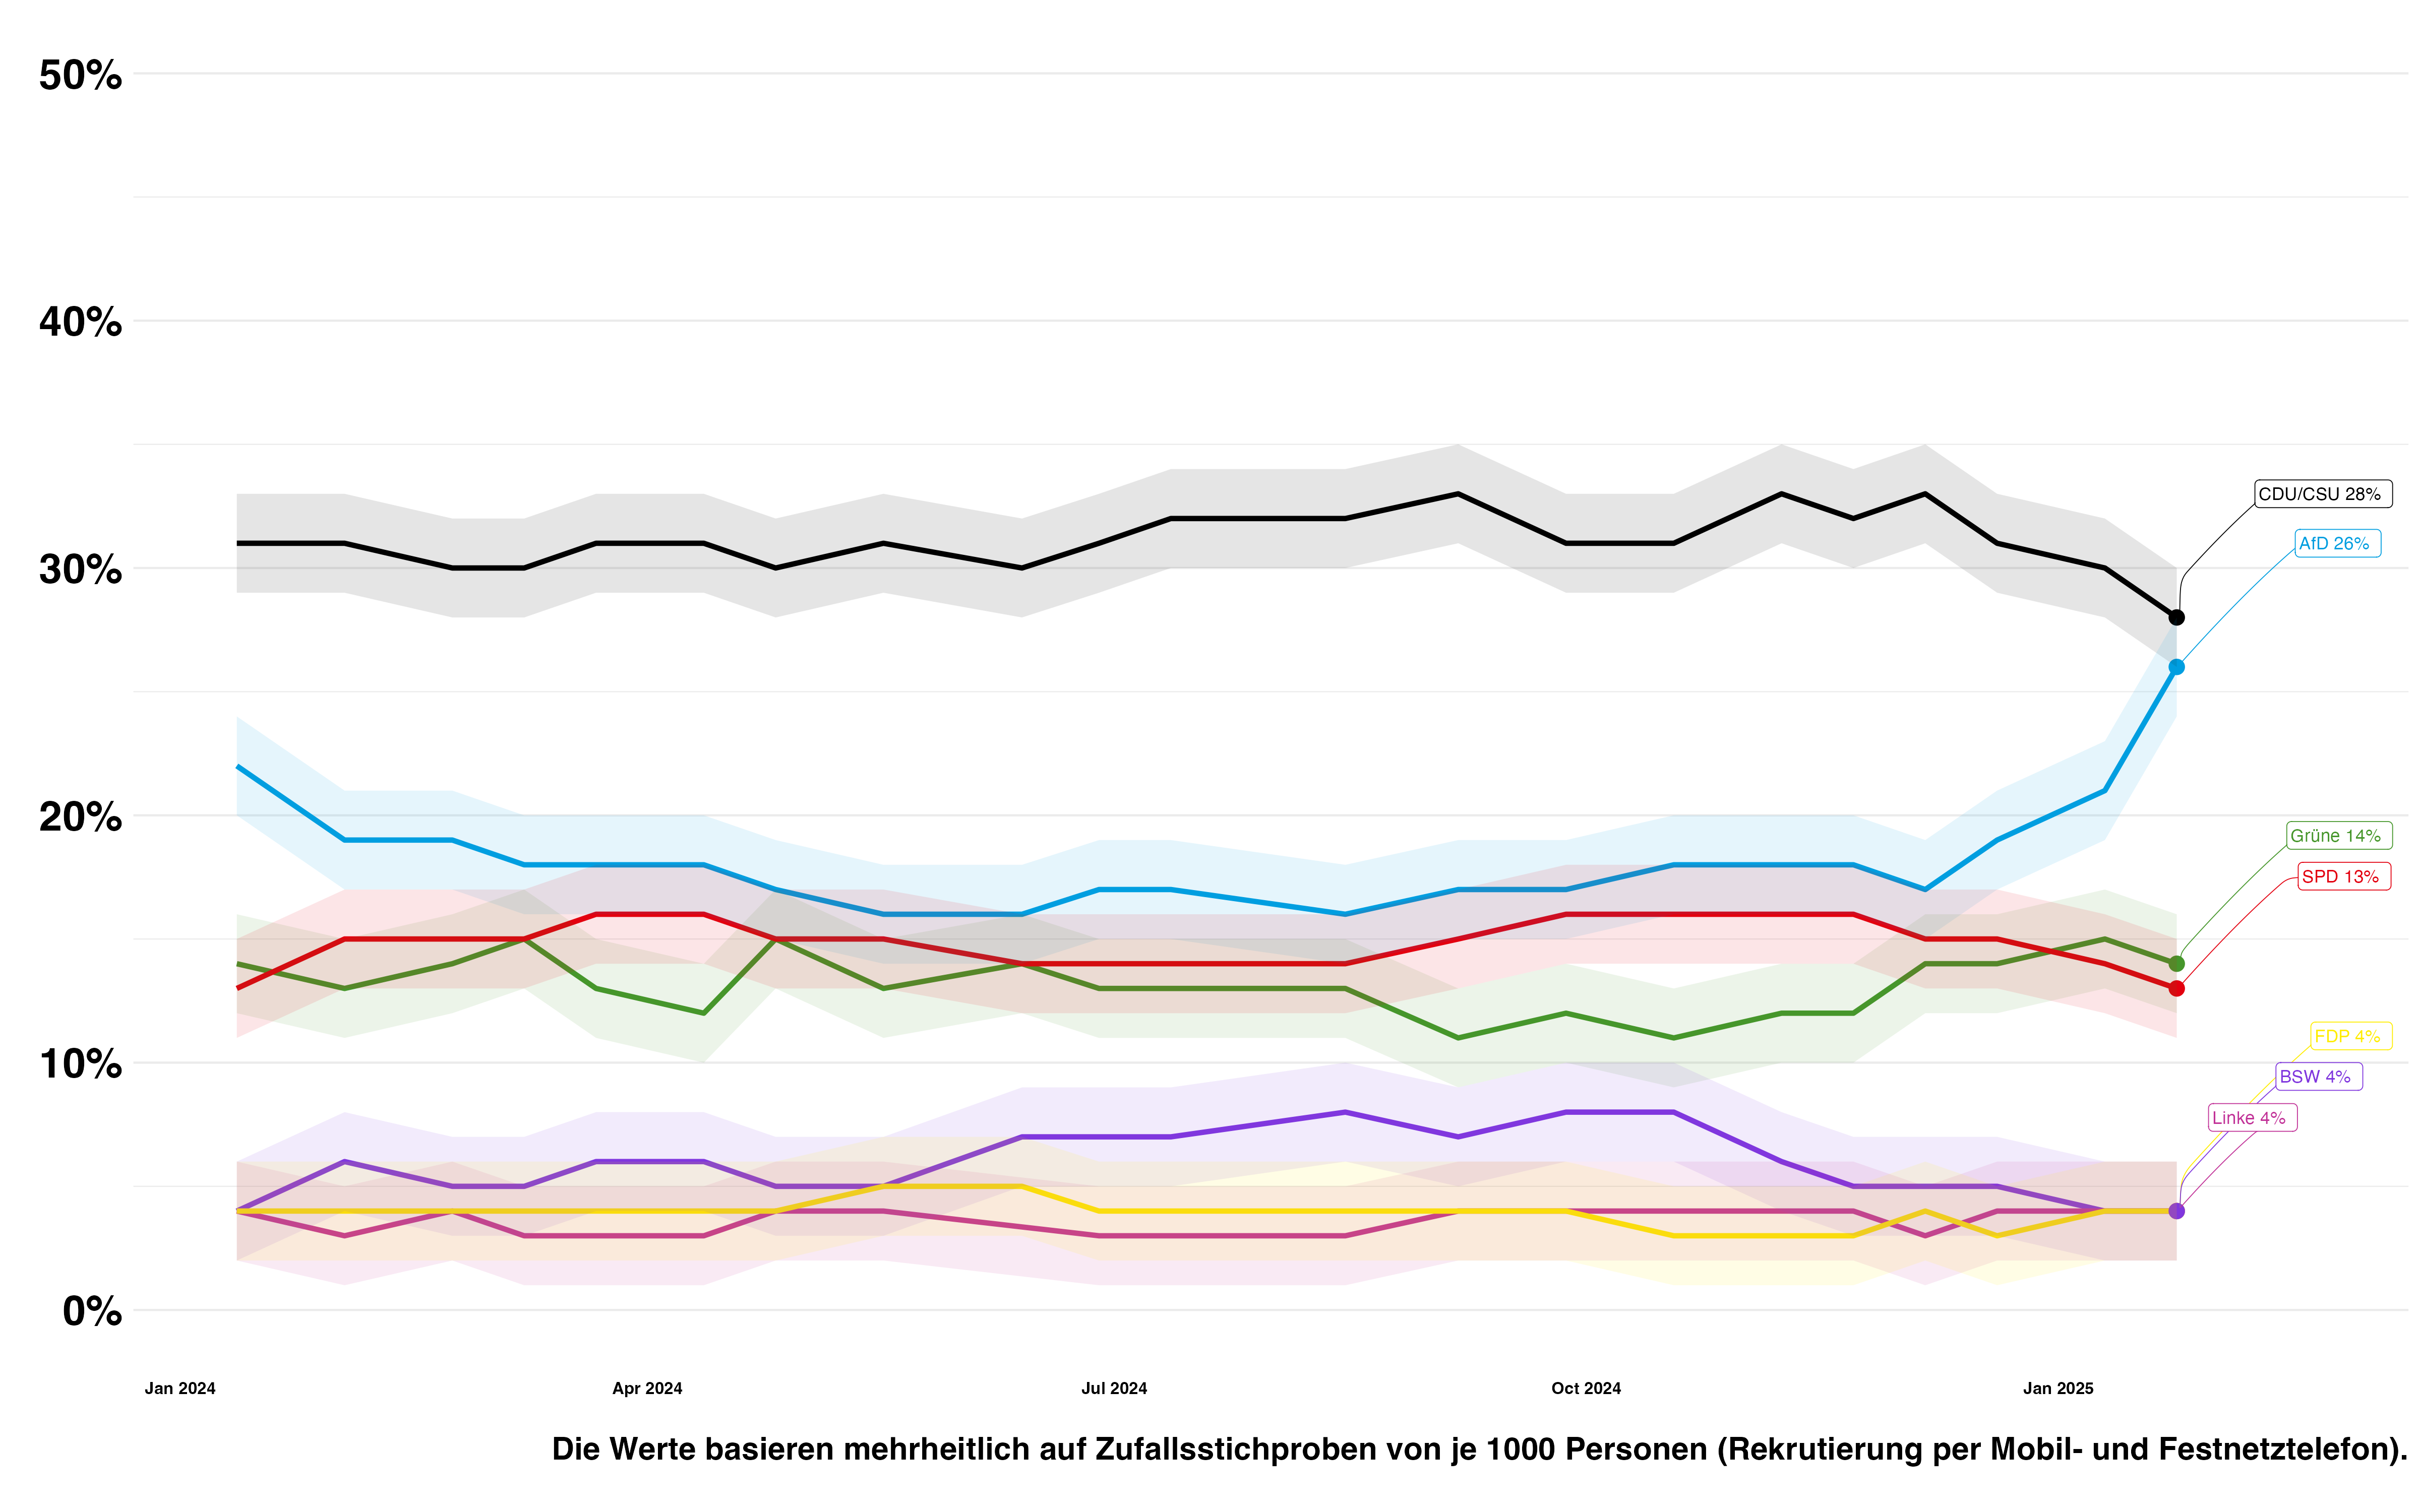 50%
40%
30%
20%
10%
0%
CDU/CSU 28%
AfD 26%
Grüne 14%
SPD 13%
FDP 4%
BSW 4%
Linke 4%
Jan 2024 Apr 2024 Jul 2024 Oct 2024 Jan 2025
Die Werte basieren mehrheitlich auf Zufallsstichproben von je 1000 Personen (Rekrutierung per Mobil- und Festnetztelefon).